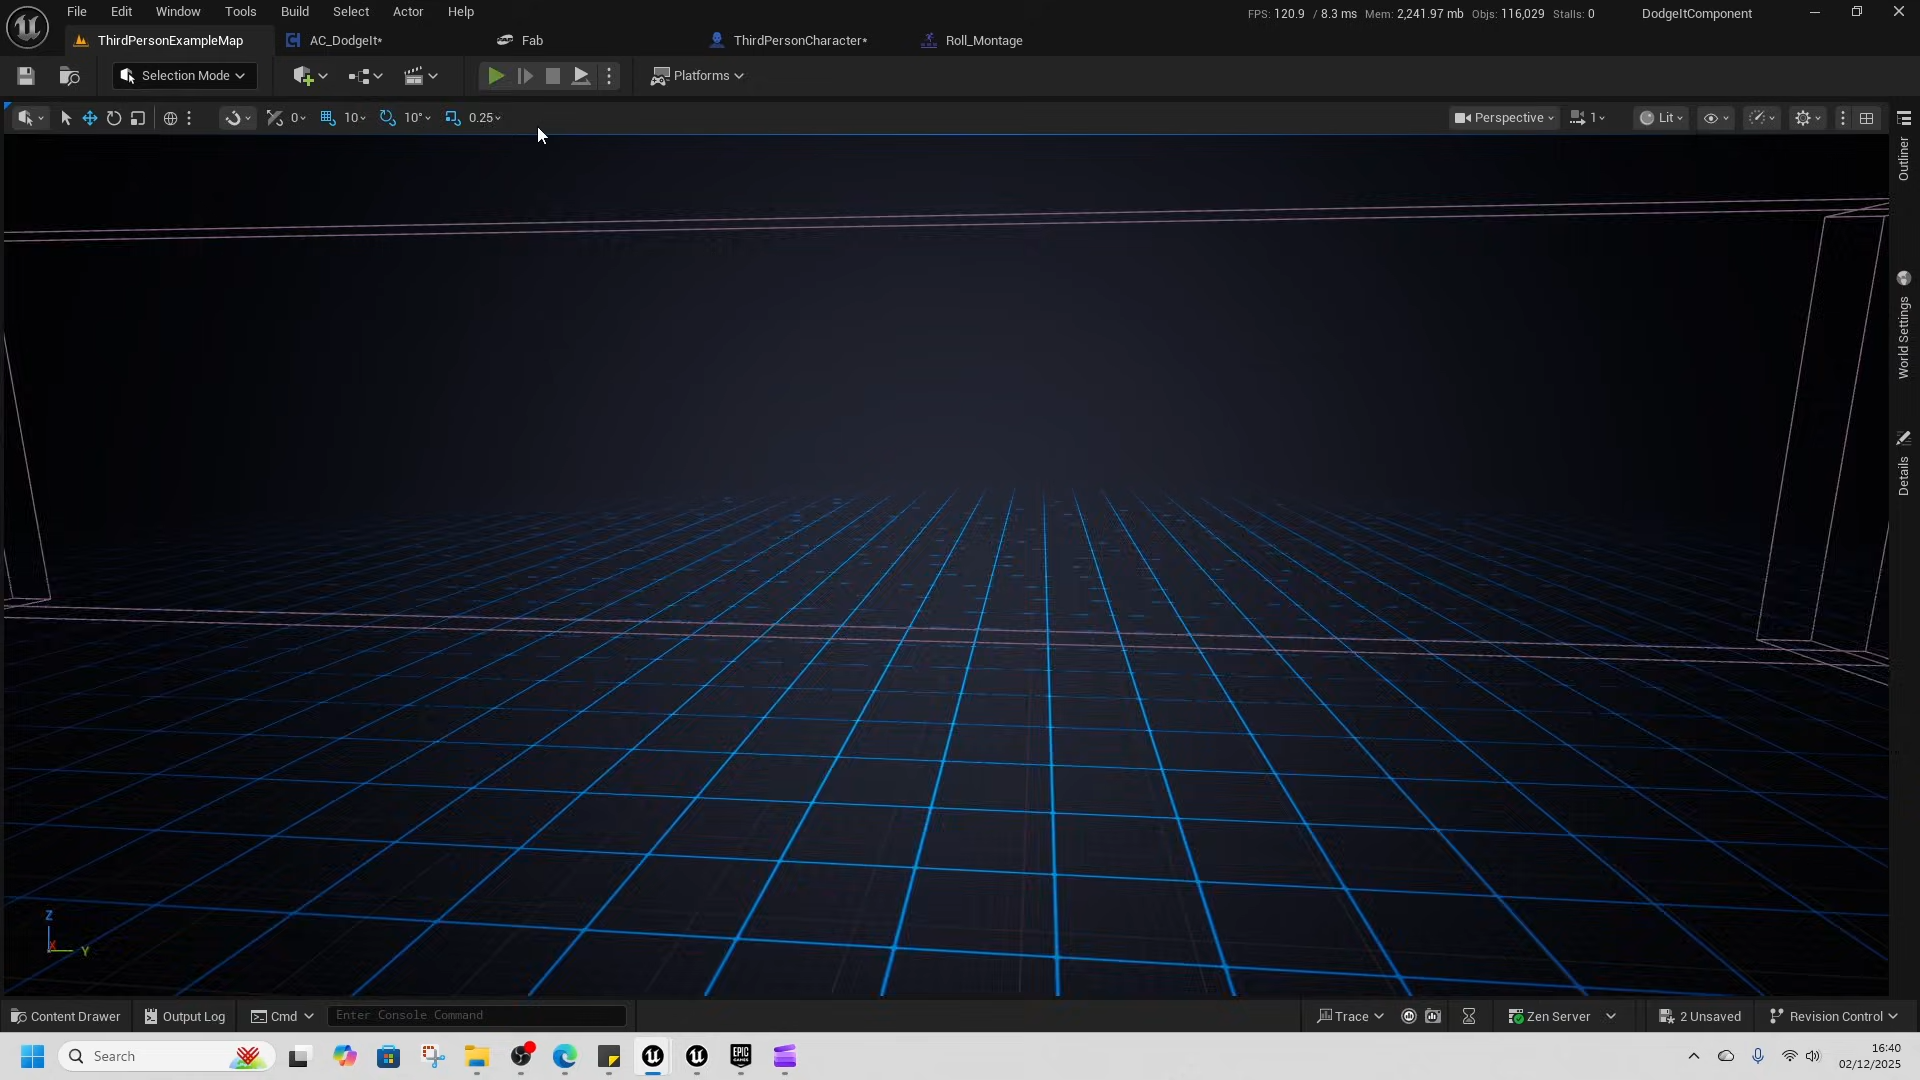 File Edit Window Tools Build Select Actor Help
FPS: 120.9 / 8.3 ms Mem: 2,241.97 mb Objs: 116,029 Stalls: 0
DodgeItComponent
ThirdPersonExampleMap
AC_DodgeIt*
Fab
ThirdPersonCharacter*
Roll_Montage
Selection Mode
Platforms
0
10
10°
0.25
Perspective
1
Lit
Outliner
World Settings
Details
Z
X
Y
Content Drawer
Output Log
Cmd
Enter Console Command
Trace
Zen Server
2 Unsaved
Revision Control
Search
EPIC GAMES
16:40
02/12/2025